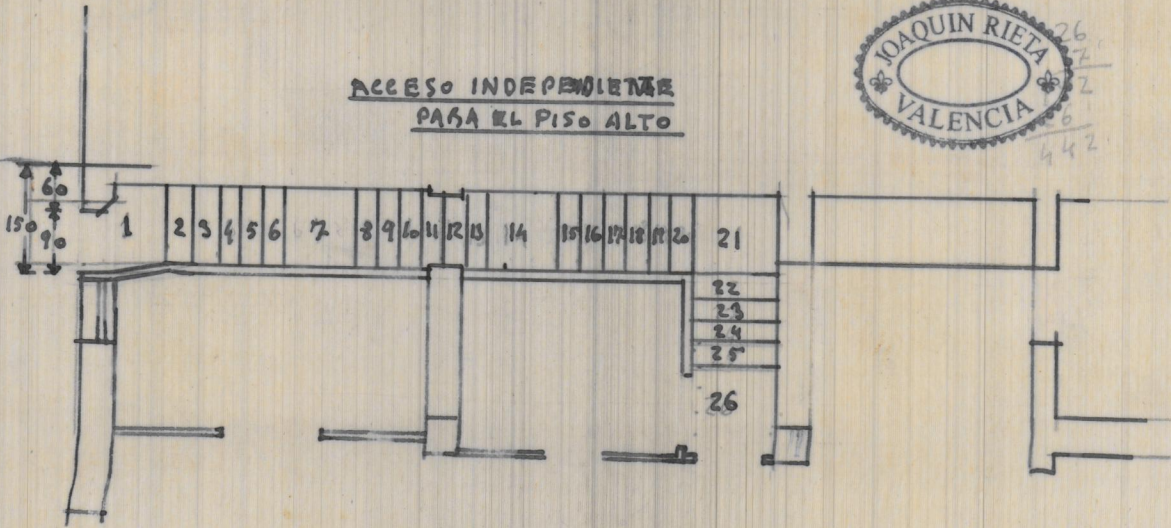 ACCESO INDEPENDIENTE
PARA EL PISO ALTO
JOAQUIN RIETA
VALENCIA
26
442
60
150
90
1 2 3 4 5 6 7 8 9 10 11 12 13 14 15 16 17 18 19 20 21
22
23
24
25
26